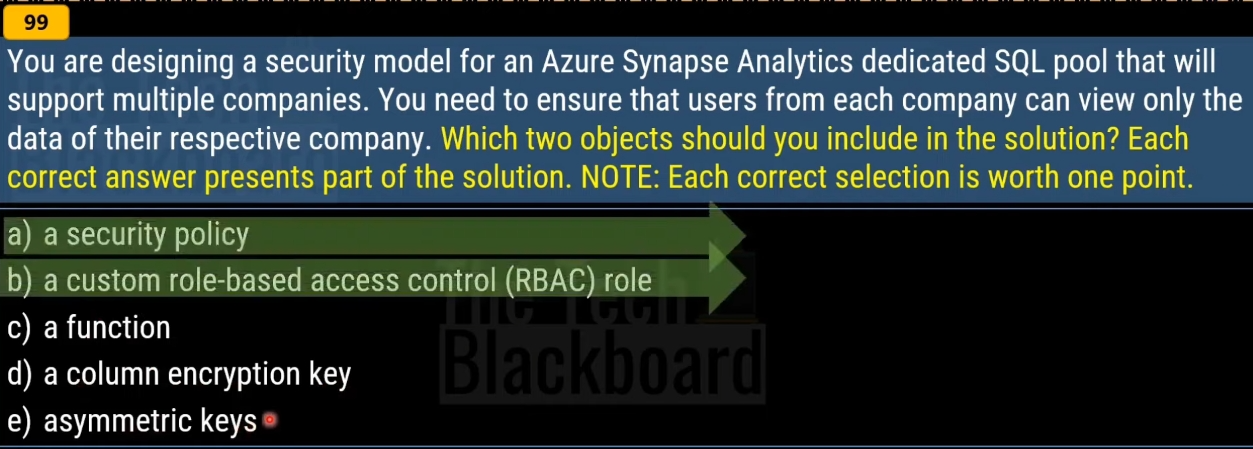 99
You are designing a security model for an Azure Synapse Analytics dedicated SQL pool that will
support multiple companies. You need to ensure that users from each company can view only the
data of their respective company. Which two objects should you include in the solution? Each
correct answer presents part of the solution. NOTE: Each correct selection is worth one point.
a) a security policy
b) a custom role-based access control (RBAC) role
c) a function
d) a column encryption key
e) asymmetric keys
The Tech
Blackboard